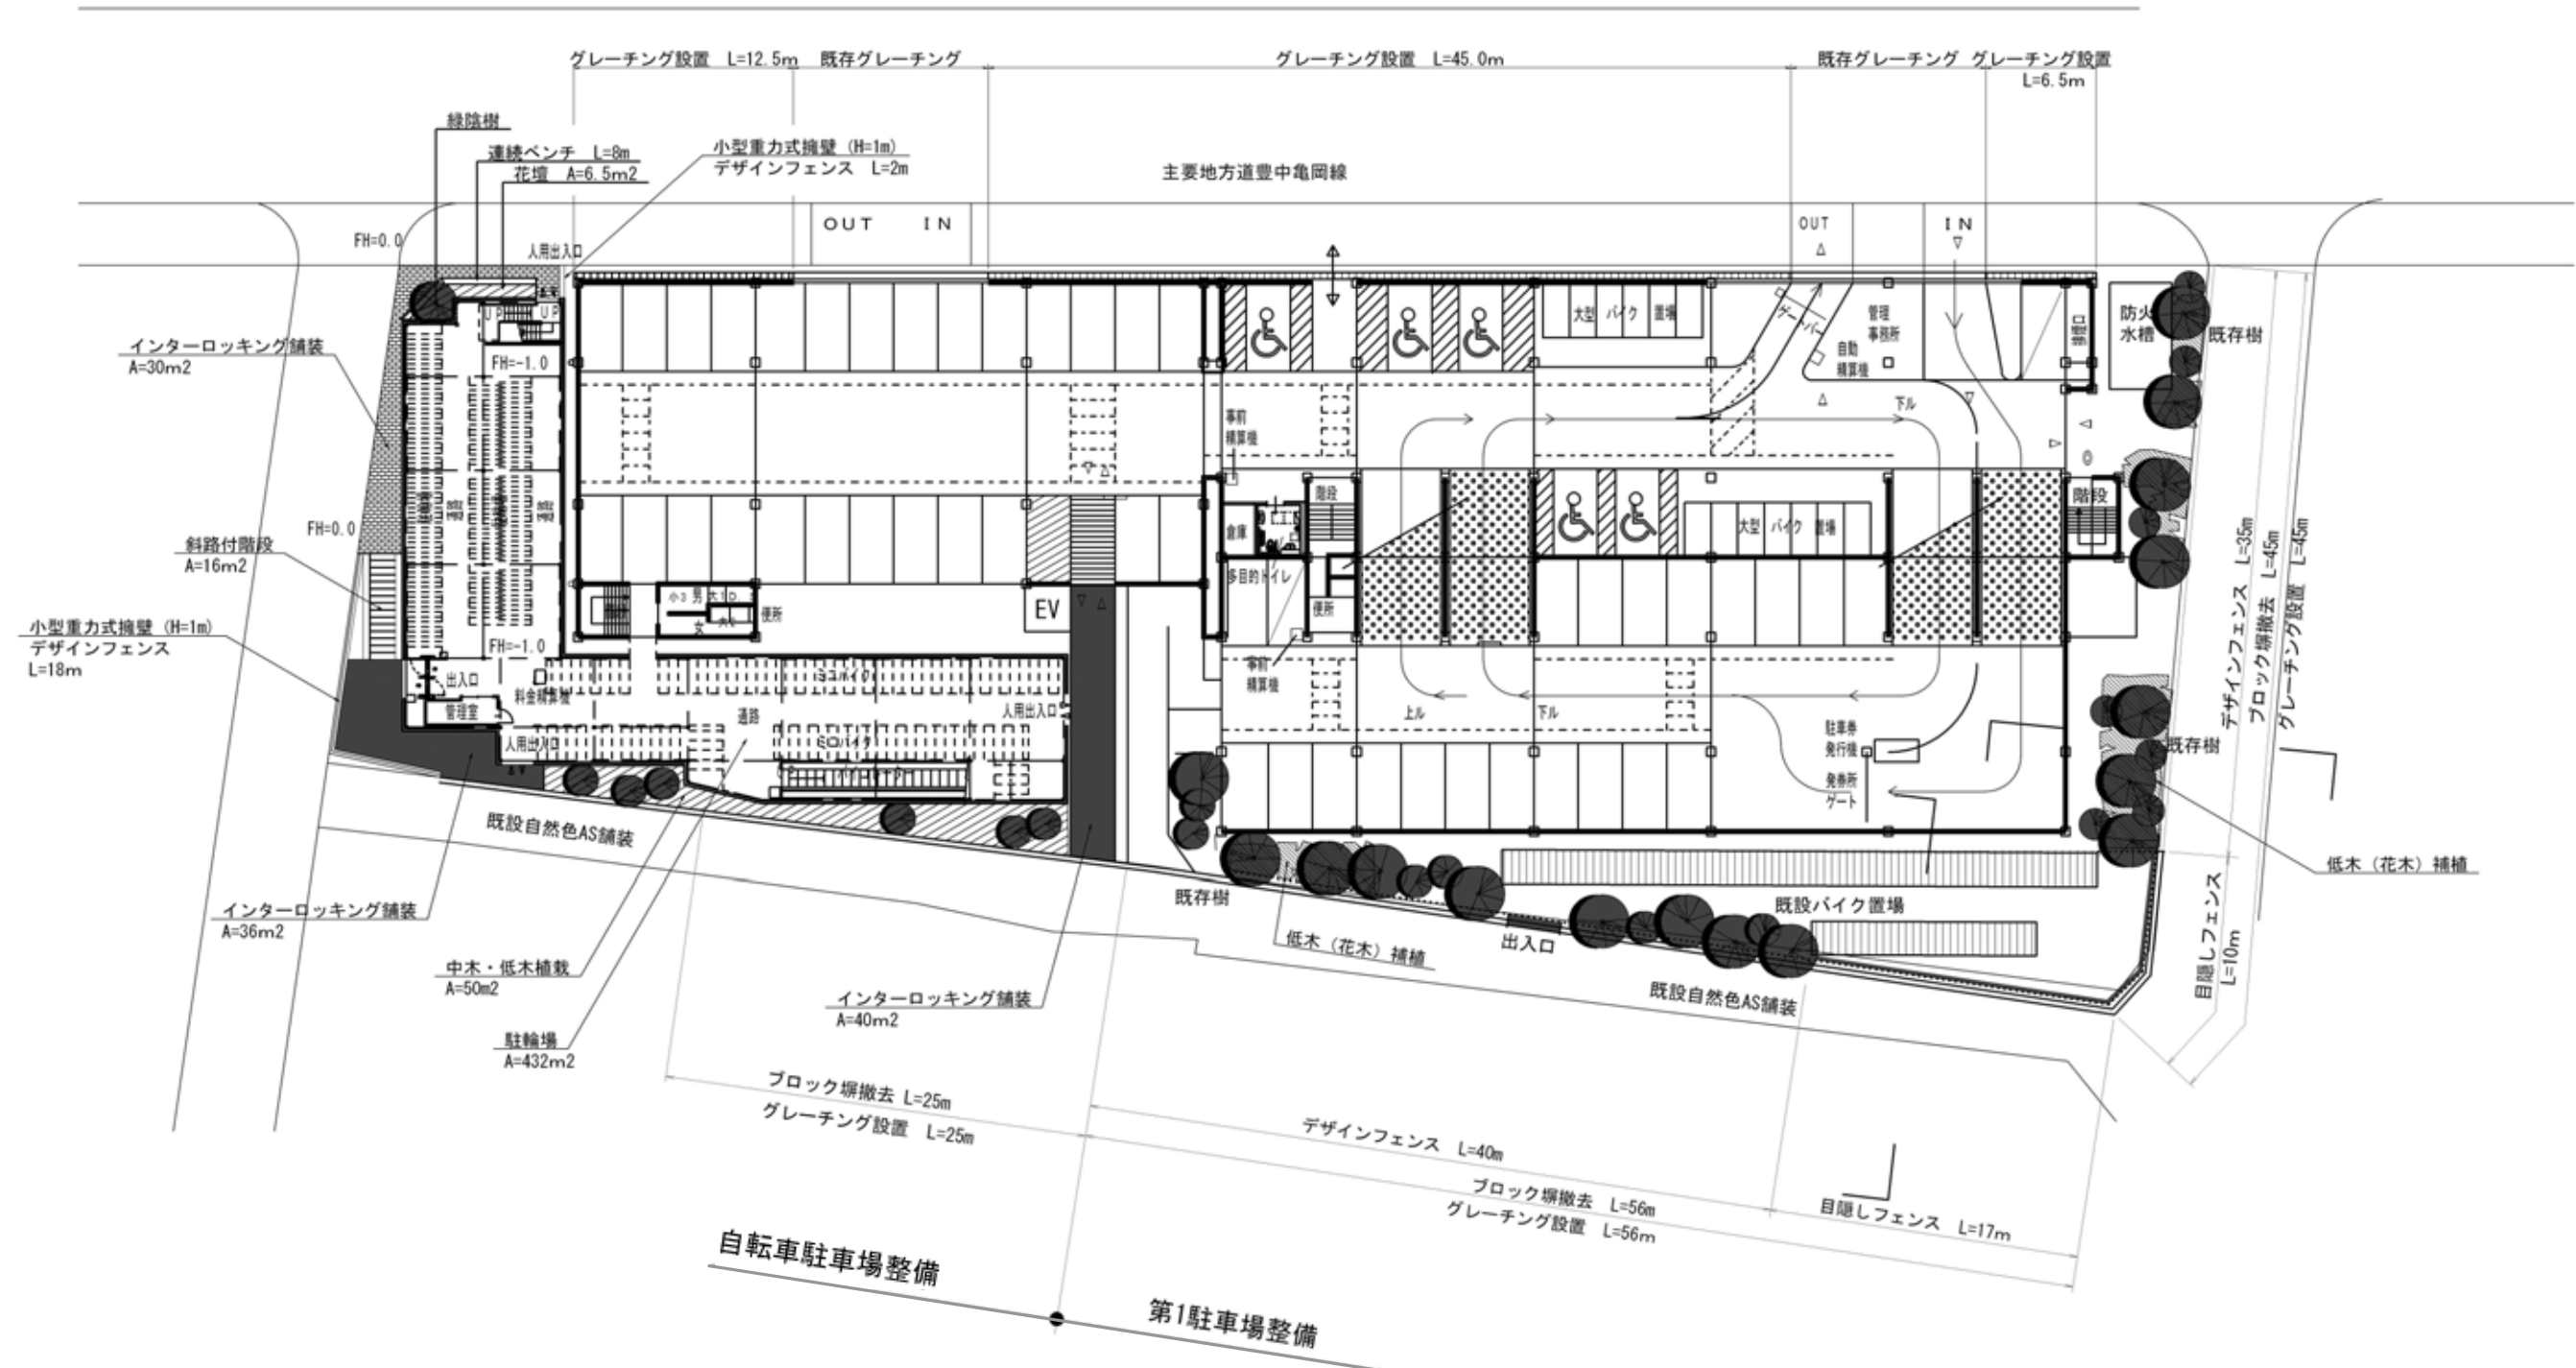 グレーチング設置 L=12.5m
既存グレーチング
グレーチング設置 L=45.0m
既存グレーチング
グレーチング設置
L=6.5m
緑陰樹
連続ベンチ L=8m
花壇 A=6.5m2
小型重力式擁壁 (H=1m)
デザインフェンス L=2m
主要地方道豊中亀岡線
FH=0.0
人用出入口
OUT IN
OUT
IN
UP
UP
インターロッキング舗装
A=30m2
FH=-1.0
大型 バイク 置場
ゲートバー
管理
事務所
自動
精算機
防火
水槽
既存樹
事前
精算機
下ル
FH=0.0
斜路付階段
A=16m2
倉庫
階段
大型 バイク 置場
階段
多目的トイレ
便所
小3 男
女
便所
EV
小型重力式擁壁 (H=1m)
デザインフェンス
L=18m
FH=-1.0
出入口
料金精算機
管理室
人用出入口
ミニバイク
通路
人用出入口
ミニバイク
事前
精算機
上ル
下ル
駐車券
発行機
発券所
ゲート
既存樹
デザインフェンス L=35m
ブロック塀撤去 L=45m
グレーチング設置 L=45m
既設自然色AS舗装
低木（花木）補植
インターロッキング舗装
A=36m2
既存樹
既設バイク置場
目隠しフェンス
L=10m
低木（花木）補植
出入口
中木・低木植栽
A=50m2
インターロッキング舗装
A=40m2
既設自然色AS舗装
駐輪場
A=432m2
ブロック塀撤去 L=25m
グレーチング設置 L=25m
デザインフェンス L=40m
ブロック塀撤去 L=56m
グレーチング設置 L=56m
目隠しフェンス L=17m
自転車駐車場整備
第1駐車場整備